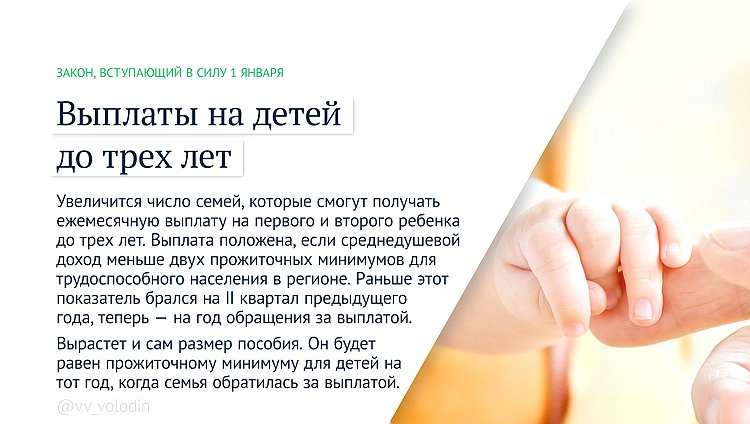 ЗАКОН, ВСТУПАЮЩИЙ В СИЛУ 1 ЯНВАРЯ
Выплаты на детей
до трех лет
Увеличится число семей, которые смогут получать
ежемесячную выплату на первого и второго ребенка
до трех лет. Выплата положена, если среднедушевой
доход меньше двух прожиточных минимумов для
трудоспособного населения в регионе. Раньше этот
показатель брался на II квартал предыдущего
года, теперь — на год обращения за выплатой.
Вырастет и сам размер пособия. Он будет
равен прожиточному минимуму для детей на
тот год, когда семья обратилась за выплатой.
@vv_volodin